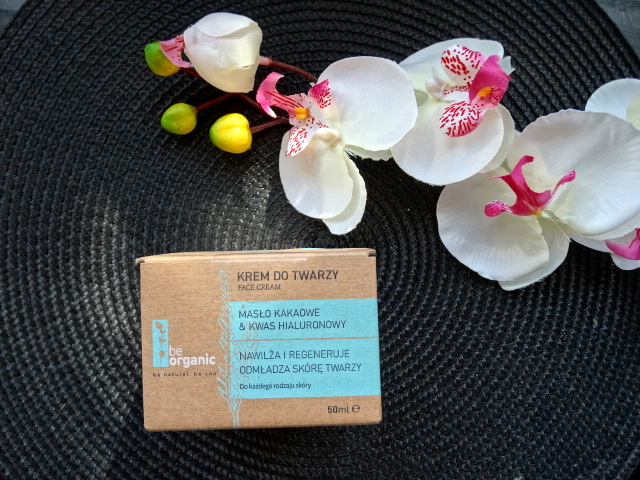 KREM DO TWARZY
FACE CREAM
MASŁO KAKAOWE
& KWAS HIALURONOWY
NAWILŻA I REGENERUJE
ODMŁADZA SKÓRĘ TWARZY
Do każdego rodzaju skóry
50ml ℮
be
organic
be natural be you